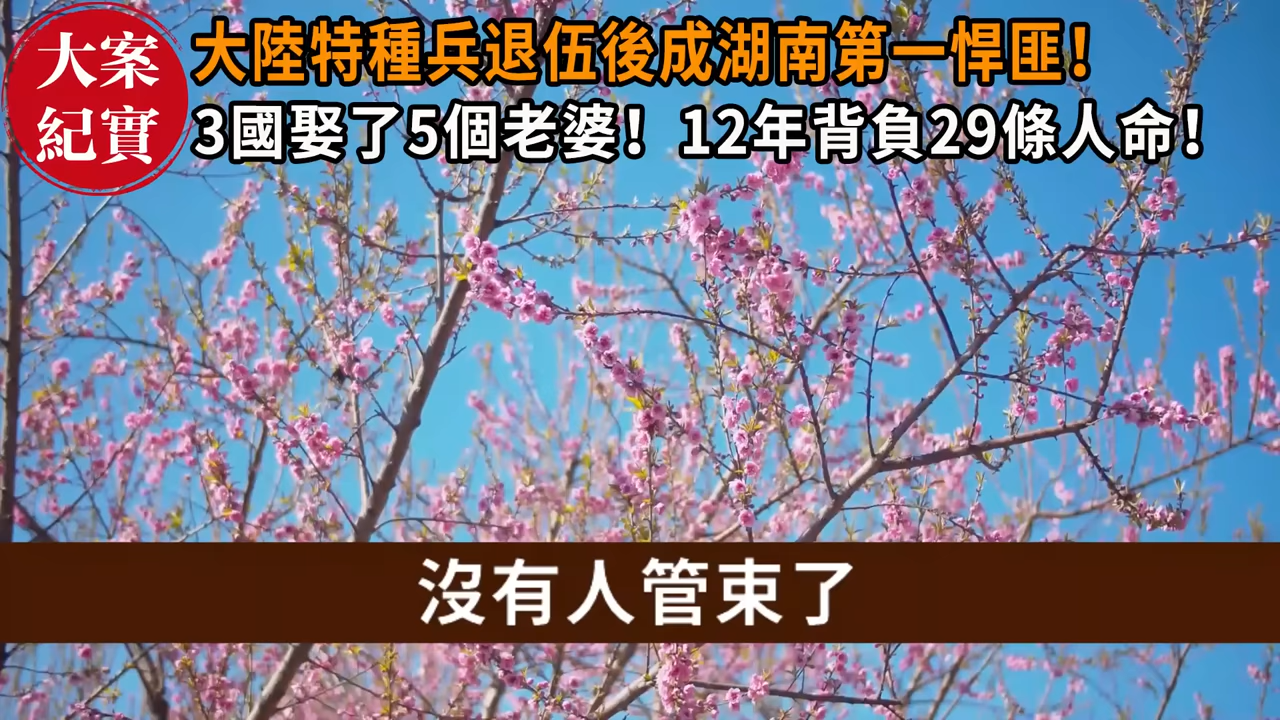 大案
紀實
大陸特種兵退伍後成湖南第一悍匪!
3國娶了5個老婆!12年背負29條人命!
沒有人管束了